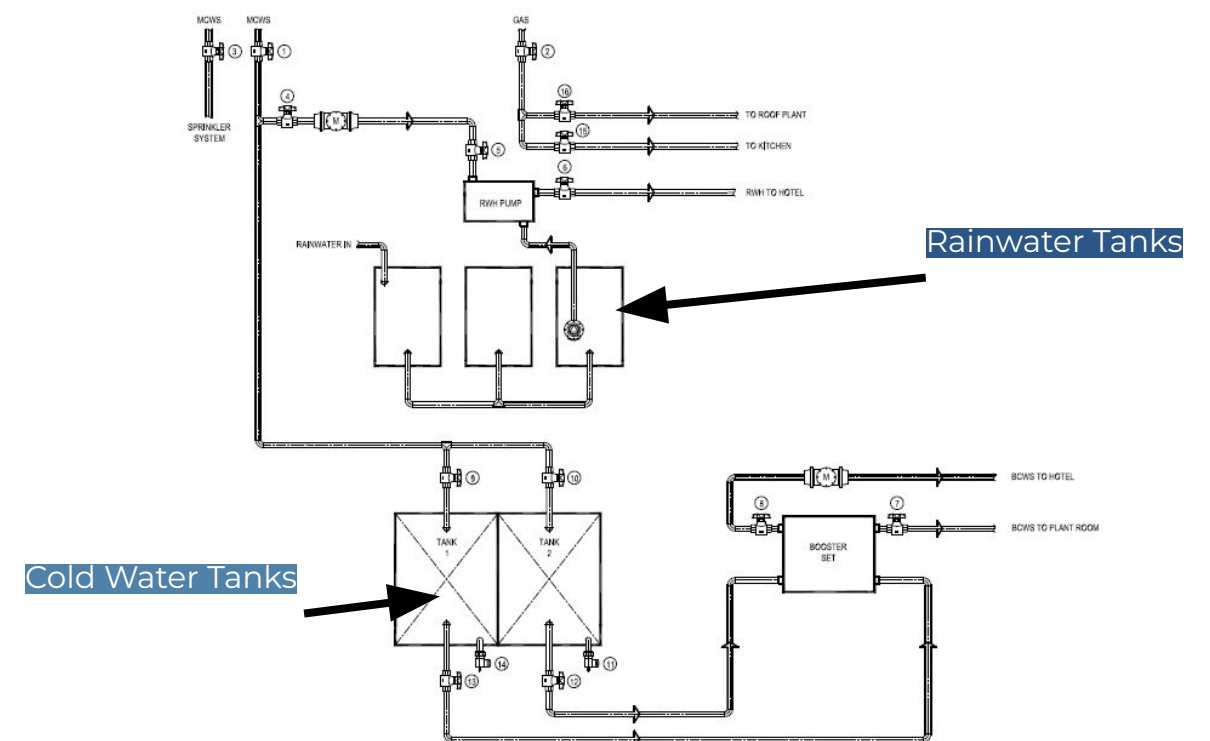 MCWS
MCWS
GAS
3
1
2
4
16
M
TO ROOF PLANT
SPRINKLER
SYSTEM
15
TO KITCHEN
5
6
RWH PUMP
RWH TO HOTEL
RAINWATER IN
Rainwater Tanks
9
10
M
BCWS TO HOTEL
8
7
BCWS TO PLANT ROOM
TANK
1
TANK
2
BOOSTER
SET
Cold Water Tanks
14
11
13
12